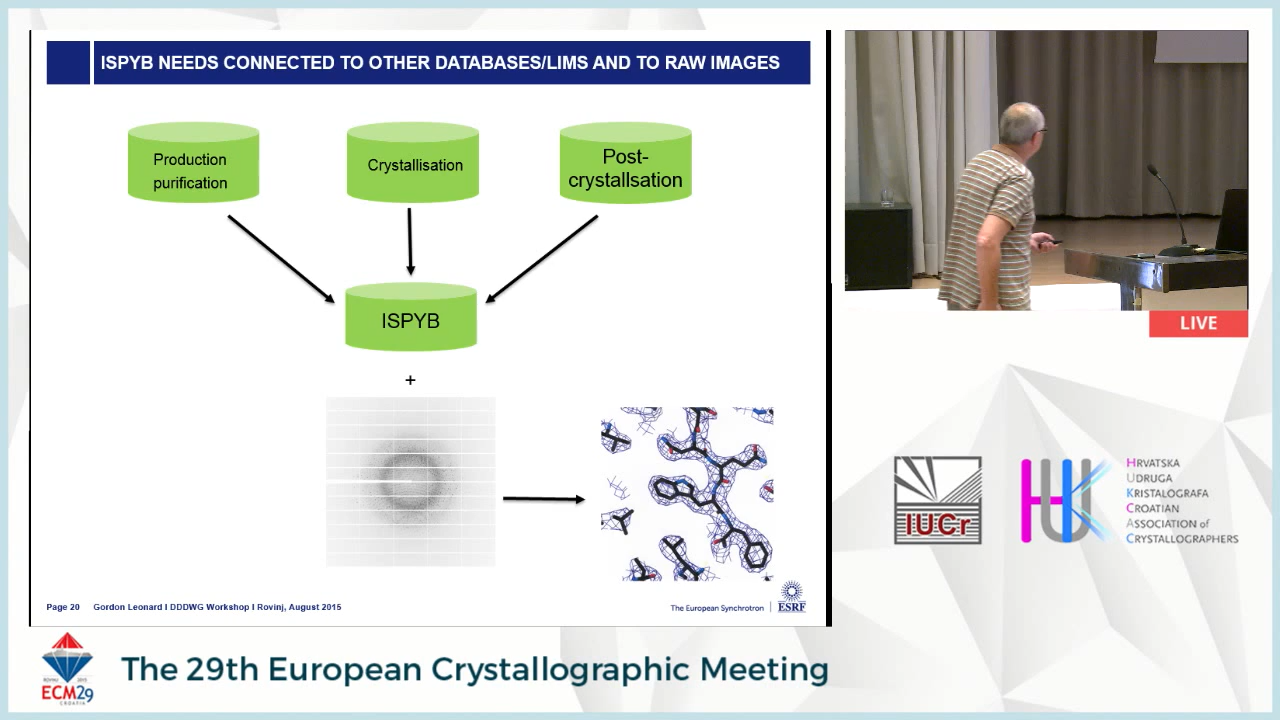 ISPYB NEEDS CONNECTED TO OTHER DATABASES/LIMS AND TO RAW IMAGES
Production
purification
Crystallisation
Post-
crystallsation
ISPYB
+
Page 20 Gordon Leonard I DDDWG Workshop I Rovinj, August 2015
The European Synchrotron
ESRF
LIVE
IUCr
HRVATSKA
UDRUGA
KRISTALOGRAFA
CROATIAN
ASSOCIATION of
CRYSTALLOGRAPHERS
ECM29
CROATIA
The 29th European Crystallographic Meeting